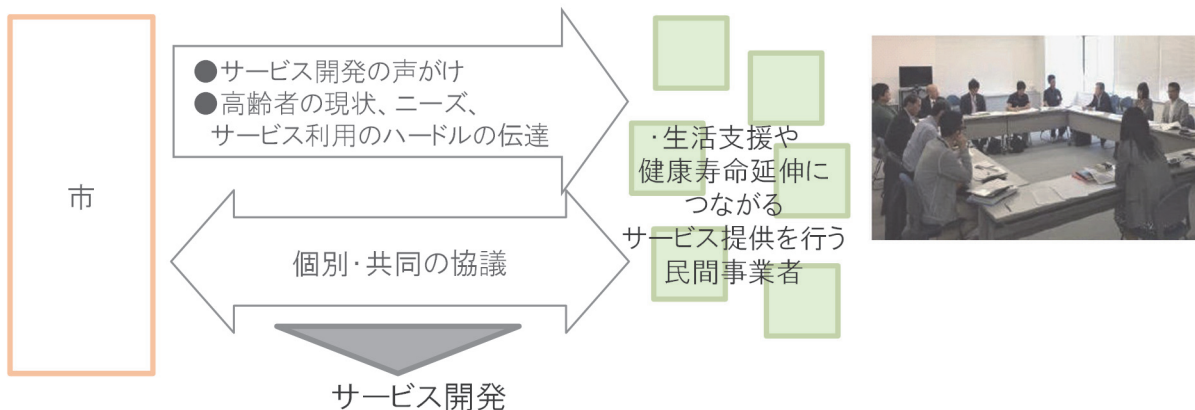 市
●サービス開発の声がけ
●高齢者の現状、ニーズ、
サービス利用のハードルの伝達
個別・共同の協議
サービス開発
・生活支援や
健康寿命延伸に
つながる
サービス提供を行う
民間事業者